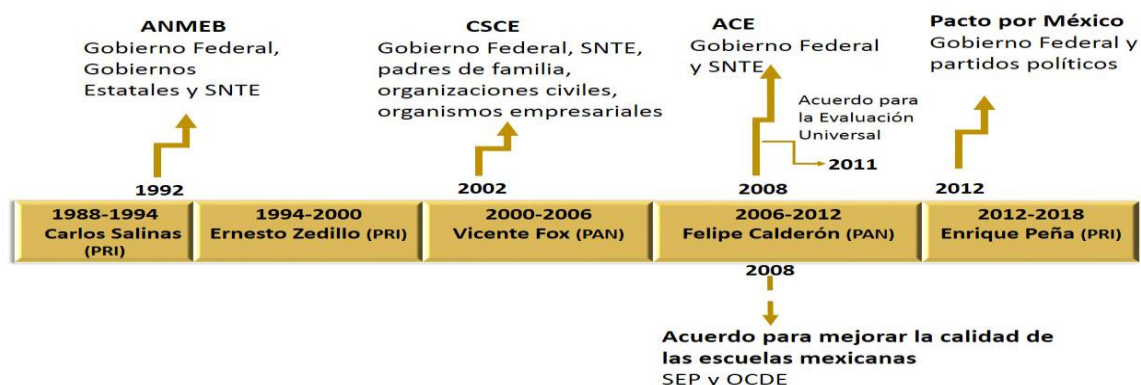 ANMEB
Gobierno Federal,
Gobiernos
Estatales y SNTE
CSCE
Gobierno Federal, SNTE,
padres de familia,
organizaciones civiles,
organismos empresariales
ACE
Gobierno Federal
y SNTE
Acuerdo para
la Evaluación
Universal
2011
Pacto por México
Gobierno Federal y
partidos políticos
1992
2002
2008
2012
1988-1994
Carlos Salinas
(PRI)
1994-2000
Ernesto Zedillo (PRI)
2000-2006
Vicente Fox (PAN)
2006-2012
Felipe Calderón (PAN)
2012-2018
Enrique Peña (PRI)
2008
Acuerdo para mejorar la calidad de
las escuelas mexicanas
SEP y OCDE